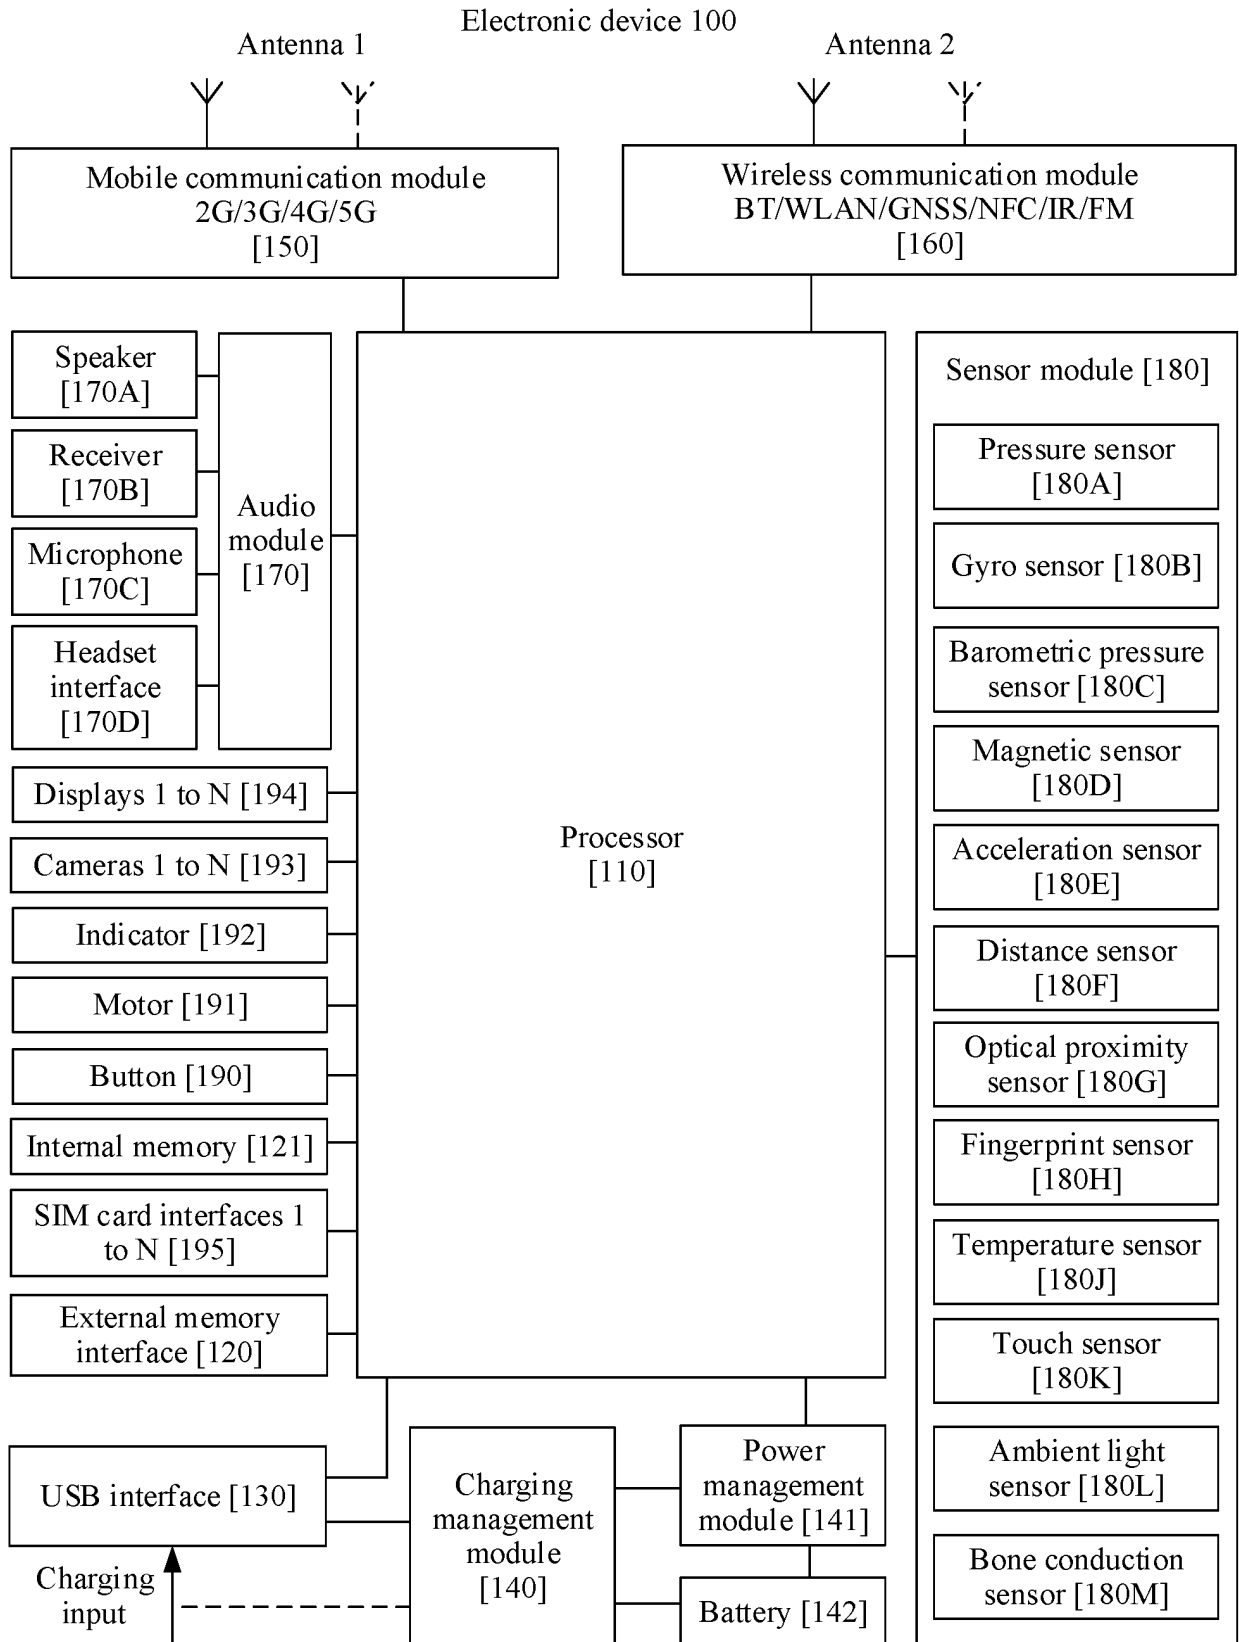 Electronic device 100
Antenna 1
Antenna 2
Mobile communication module
2G/3G/4G/5G
[150]
Wireless communication module
BT/WLAN/GNSS/NFC/IR/FM
[160]
Speaker
[170A]
Receiver
[170B]
Microphone
[170C]
Headset
interface
[170D]
Audio
module
[170]
Displays 1 to N [194]
Cameras 1 to N [193]
Indicator [192]
Motor [191]
Button [190]
Internal memory [121]
SIM card interfaces 1
to N [195]
External memory
interface [120]
Processor
[110]
Sensor module [180]
Pressure sensor
[180A]
Gyro sensor [180B]
Barometric pressure
sensor [180C]
Magnetic sensor
[180D]
Acceleration sensor
[180E]
Distance sensor
[180F]
Optical proximity
sensor [180G]
Fingerprint sensor
[180H]
Temperature sensor
[180J]
Touch sensor
[180K]
Ambient light
sensor [180L]
Bone conduction
sensor [180M]
USB interface [130]
Charging
input
Charging
management
module
[140]
Power
management
module [141]
Battery [142]